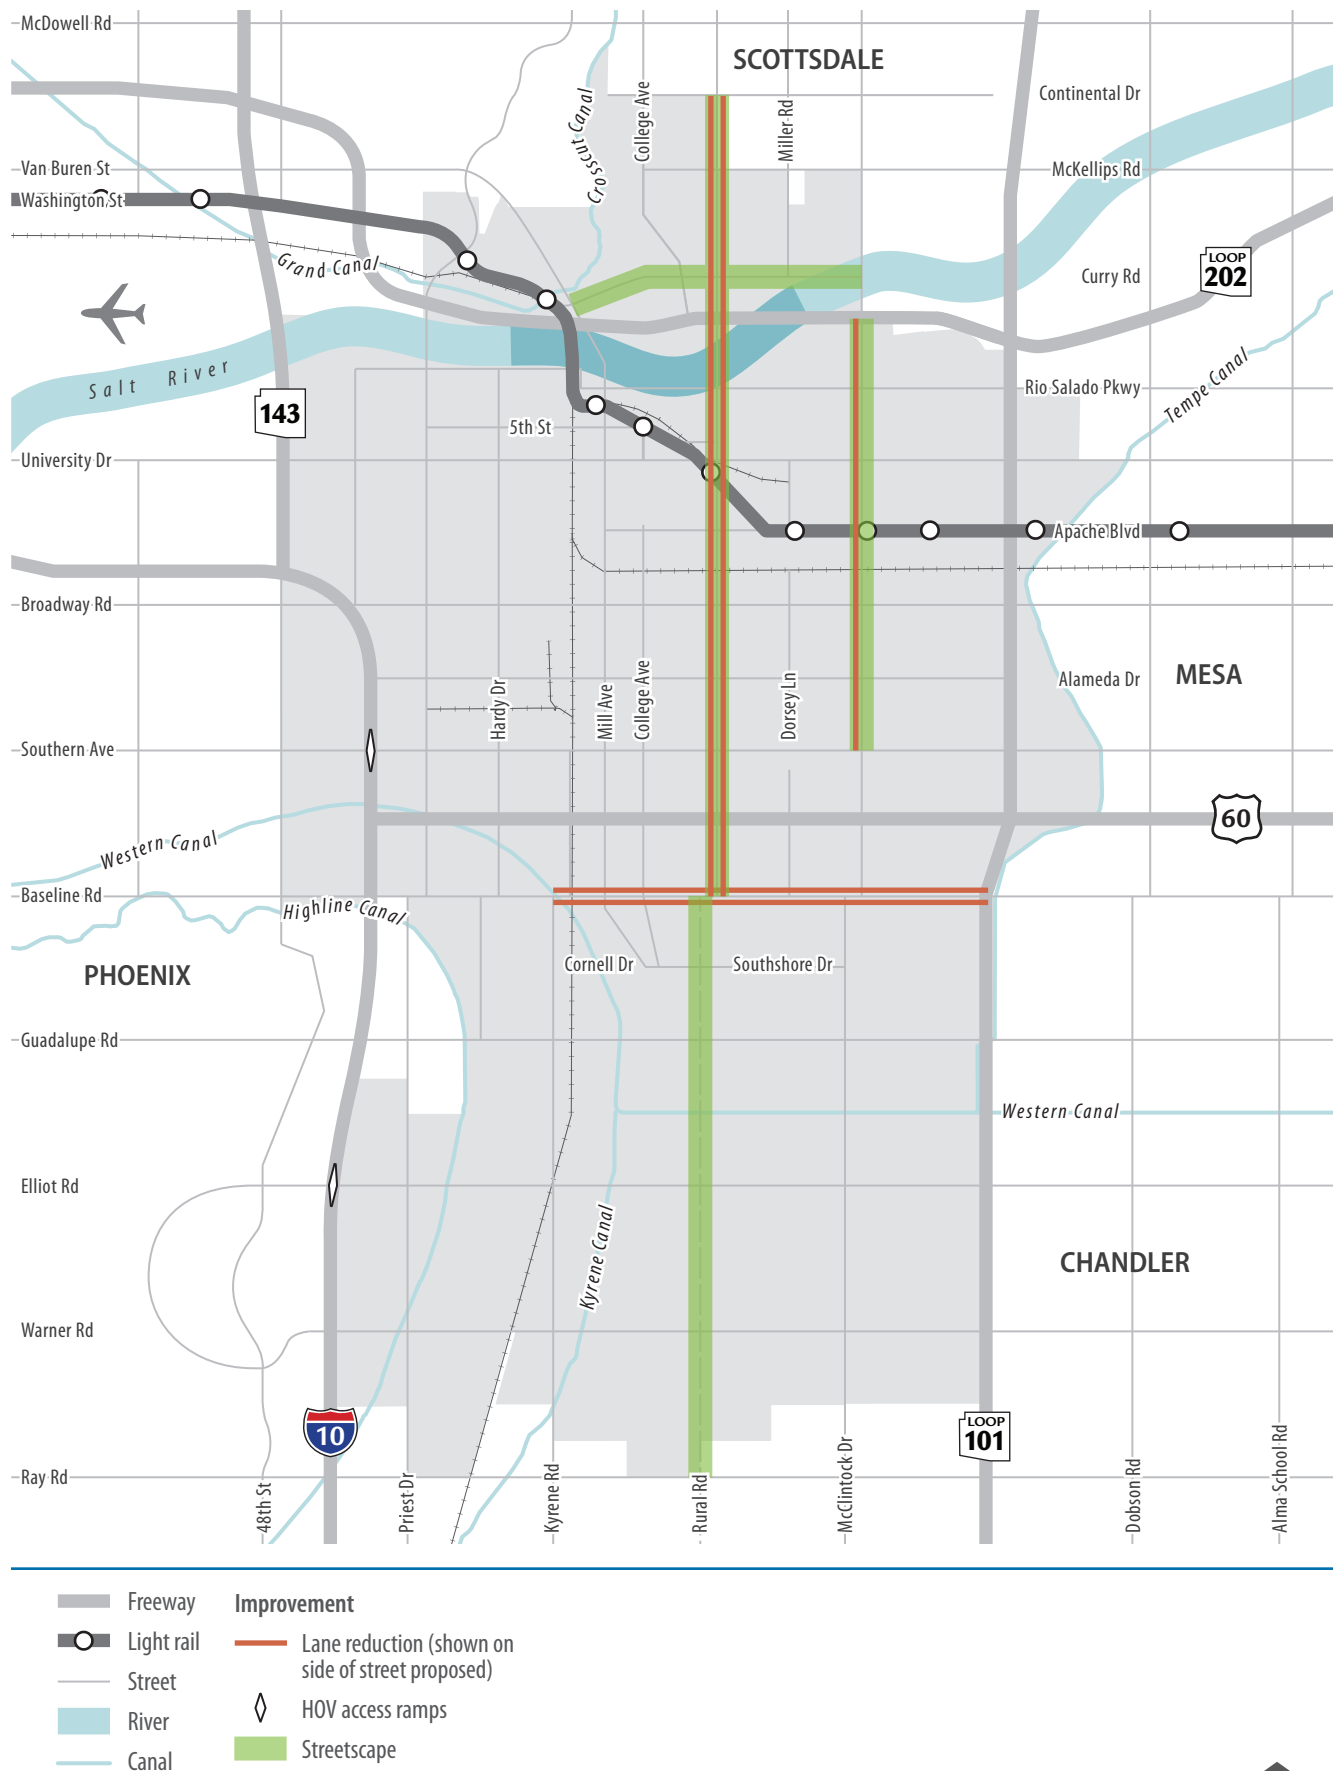 McDowell Rd
SCOTTSDALE
Continental Dr
Crosscut Canal
College Ave
Miller Rd
Van Buren St
McKellips Rd
Washington St
Grand Canal
Curry Rd
LOOP
202
Salt River
143
Rio Salado Pkwy
Tempe Canal
5th St
University Dr
Apache Blvd
Broadway Rd
Hardy Dr
Mill Ave
College Ave
Dorsey Ln
Alameda Dr
MESA
Southern Ave
60
Western Canal
Baseline Rd
Highline Canal
PHOENIX
Cornell Dr
Southshore Dr
Guadalupe Rd
Western Canal
Elliot Rd
Kyrene Canal
CHANDLER
Warner Rd
10
LOOP
101
Ray Rd
48th St
Priest Dr
Kyrene Rd
Rural Rd
McClintock Dr
Dobson Rd
Alma School Rd
Freeway
Light rail
Street
River
Canal
Improvement
Lane reduction (shown on
side of street proposed)
HOV access ramps
Streetscape